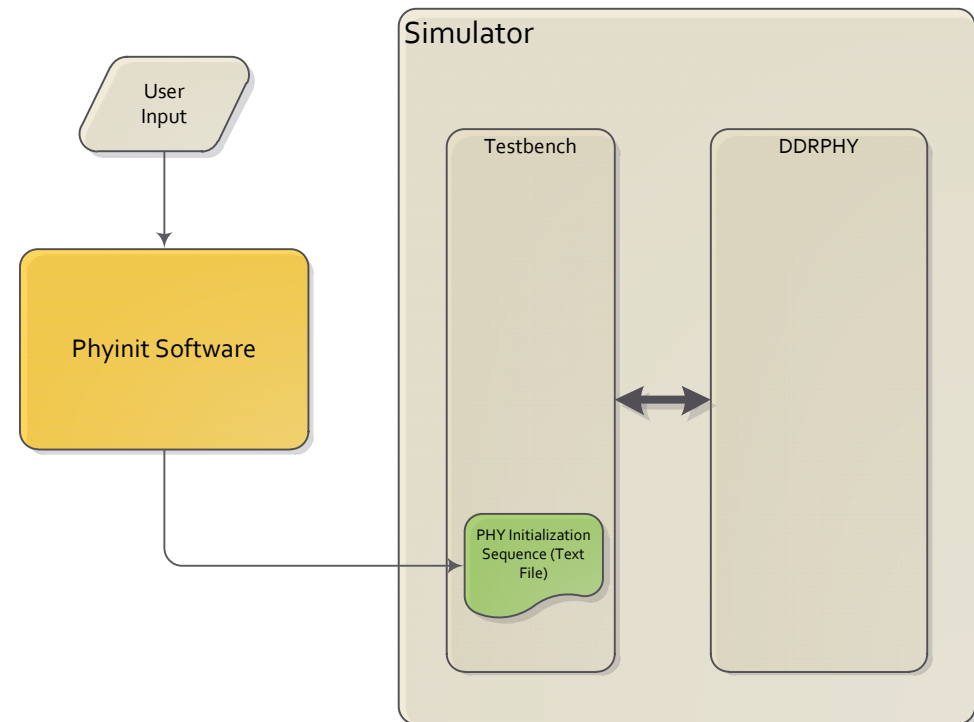 Simulator
User
Input
Testbench
DDRPHY
Phyinit Software
PHY Initialization
Sequence (Text
File)